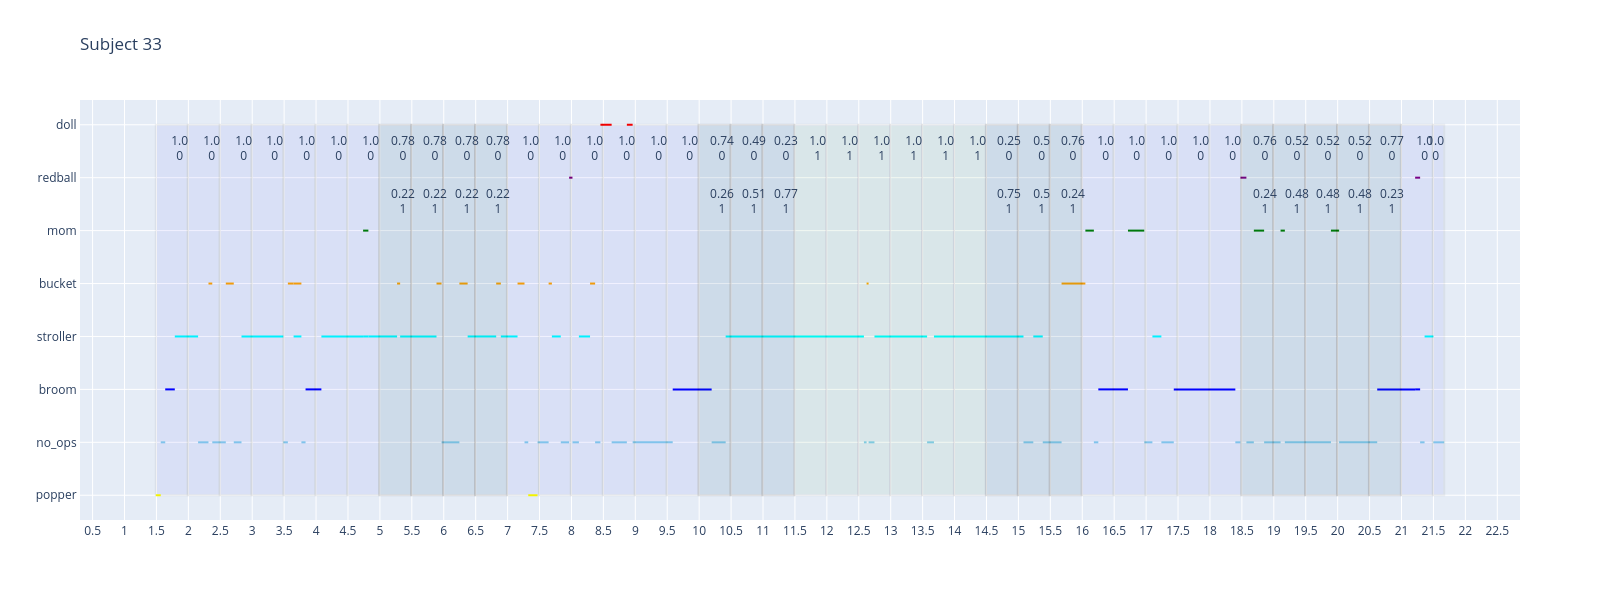 Subject 33
doll
1.0 1.0 1.0 1.0 1.0 1.0 1.0 0.78 0.78 0.78 0.78 1.0 1.0 1.0 1.0 1.0 1.0 0.74 0.49 0.23 1.0 1.0 1.0 1.0 1.0 1.0 0.25 0.5 0.76 1.0 1.0 1.0 1.0 1.0 0.76 0.52 0.52 0.52 0.77 1.0 1.0
0 0 0 0 0 0 0 0 0 0 0 0 0 0 0 0 0 0 0 0 1 1 1 1 1 1 0 0 0 0 0 0 0 0 0 0 0 0 0 0 0
redball
0.22 0.22 0.22 0.22 0.26 0.51 0.77 0.75 0.5 0.24 0.24 0.48 0.48 0.48 0.23
1 1 1 1 1 1 1 1 1 1 1 1 1 1 1
mom
bucket
stroller
broom
no_ops
popper
0.5 1 1.5 2 2.5 3 3.5 4 4.5 5 5.5 6 6.5 7 7.5 8 8.5 9 9.5 10 10.5 11 11.5 12 12.5 13 13.5 14 14.5 15 15.5 16 16.5 17 17.5 18 18.5 19 19.5 20 20.5 21 21.5 22 22.5